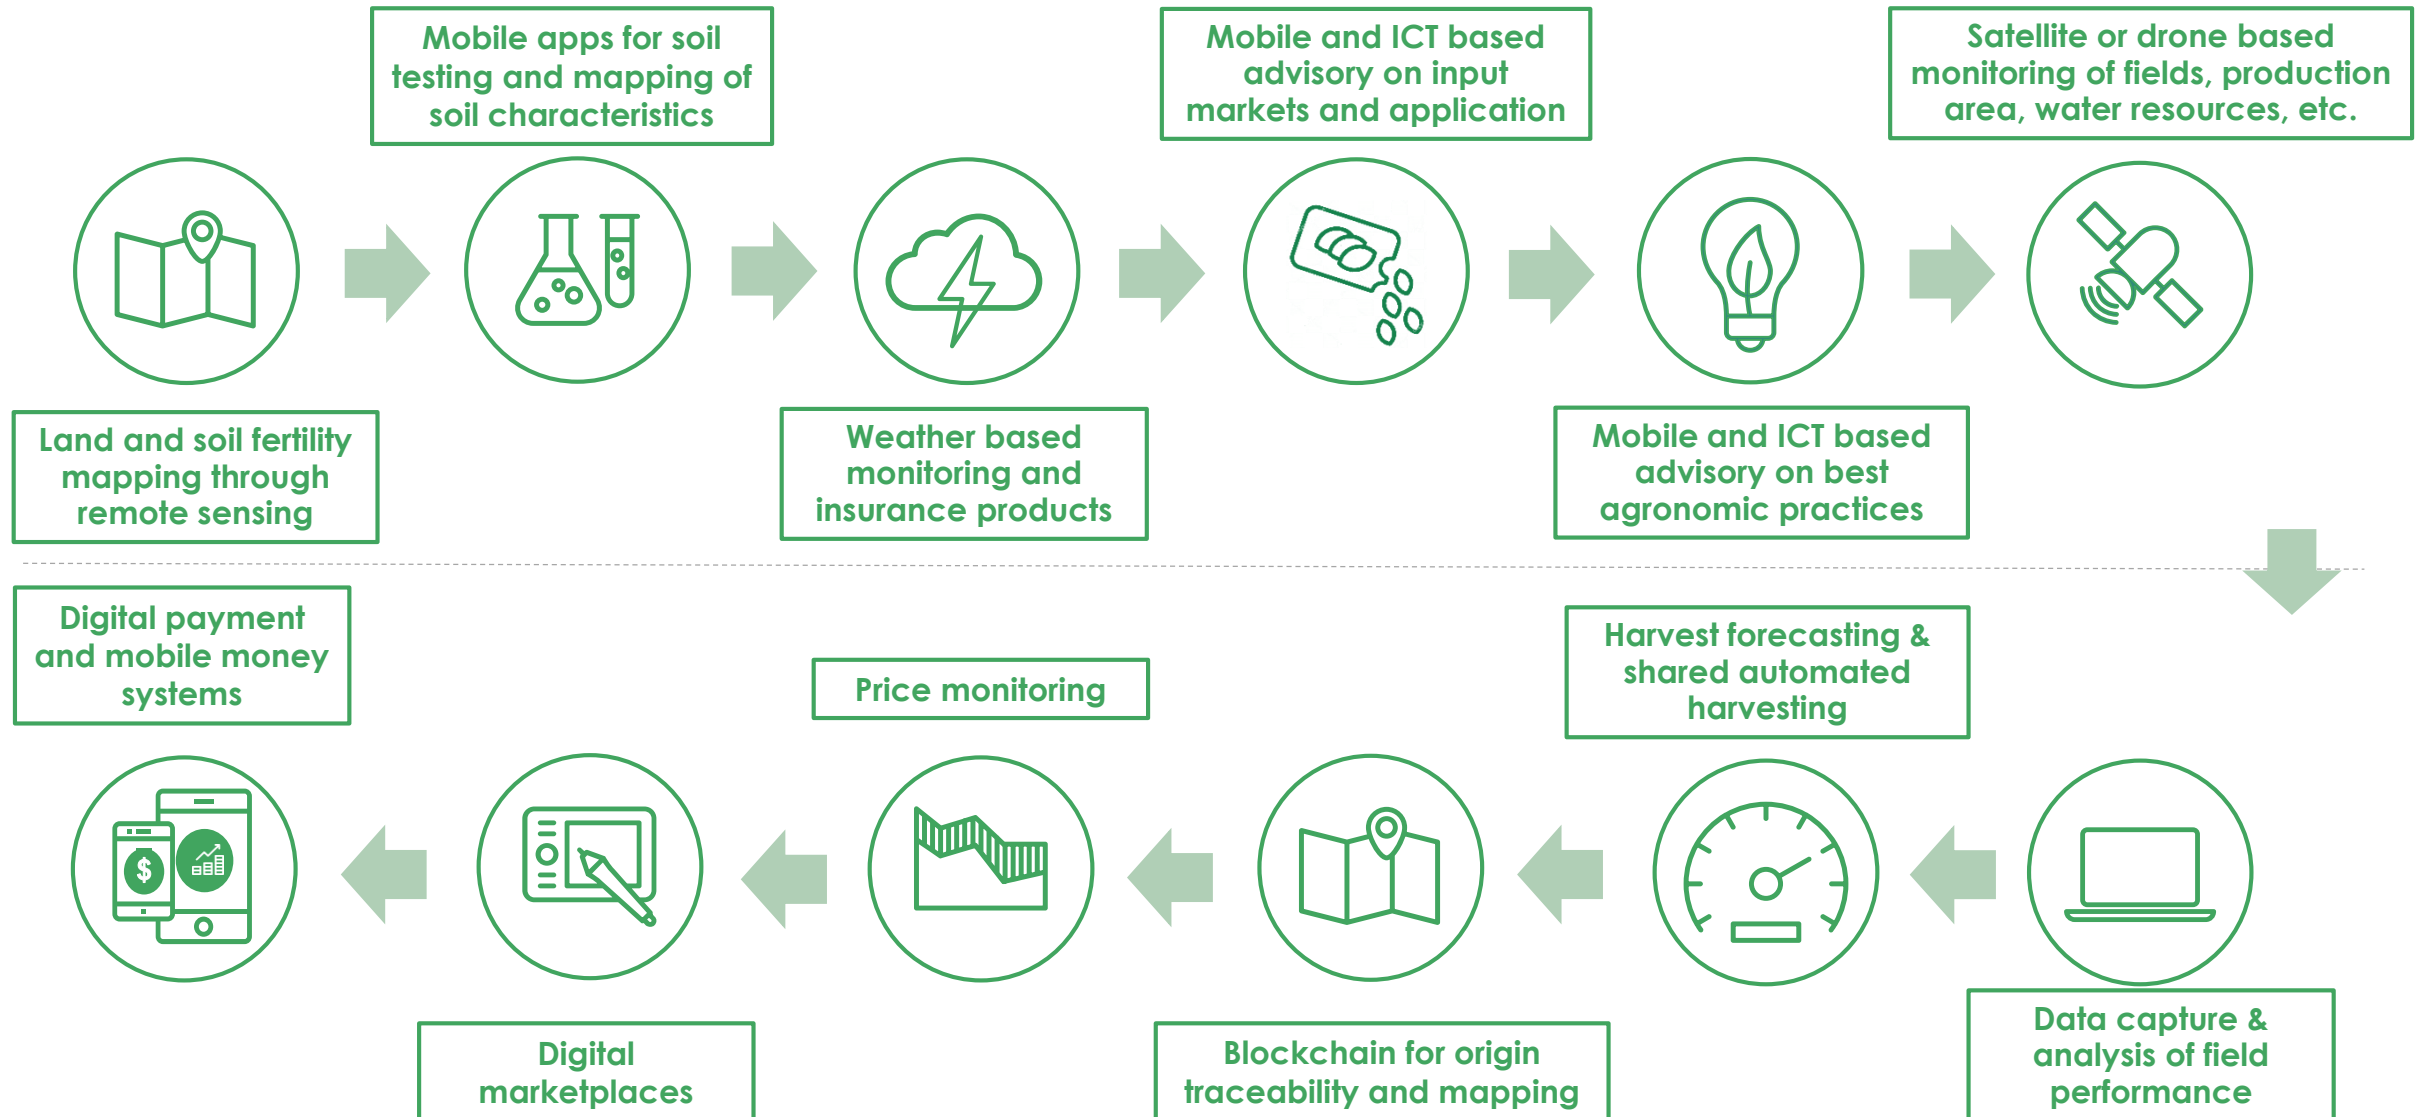 Mobile apps for soil
testing and mapping of
soil characteristics
Mobile and ICT based
advisory on input
markets and application
Satellite or drone based
monitoring of fields, production
area, water resources, etc.
Land and soil fertility
mapping through
remote sensing
Weather based
monitoring and
insurance products
Mobile and ICT based
advisory on best
agronomic practices
Digital payment
and mobile money
systems
Price monitoring
Harvest forecasting &
shared automated
harvesting
$
Digital
marketplaces
Blockchain for origin
traceability and mapping
Data capture &
analysis of field
performance